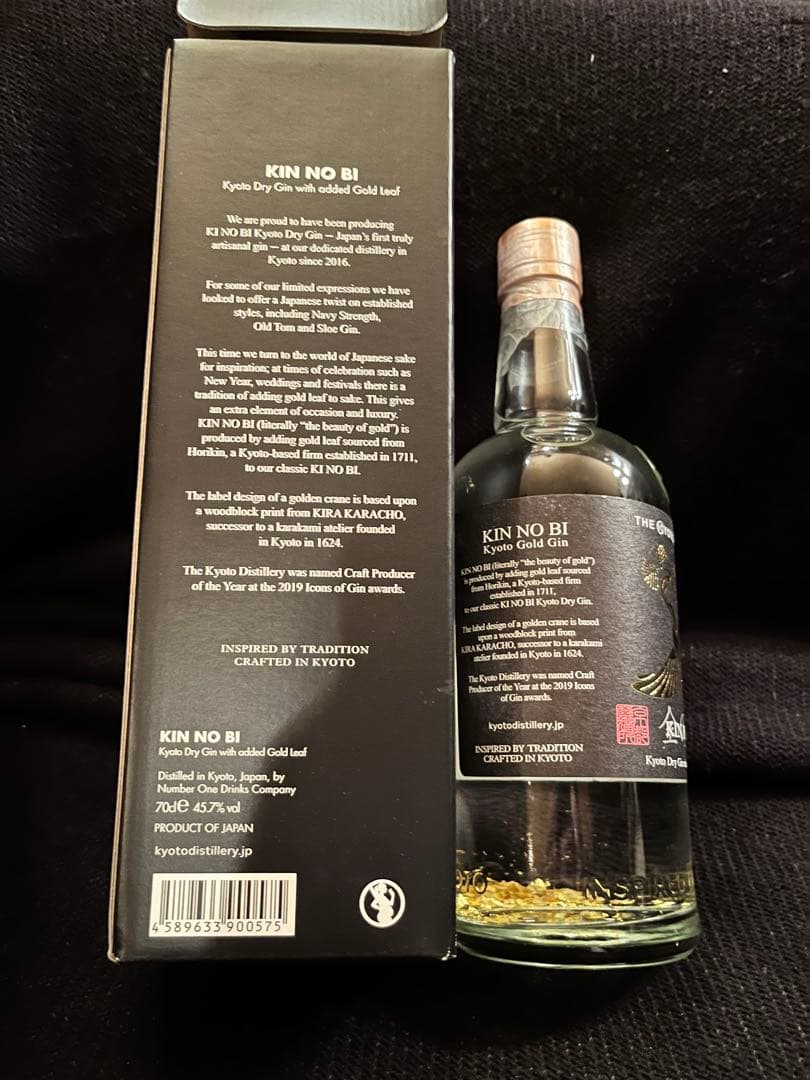 KIN NO BI
Kyoto Dry Gin with added Gold Leaf
We are proud to have been producing
KI NO BI Kyoto Dry Gin — Japan's first truly
artisanal gin — at our dedicated distillery in
Kyoto since 2016.
For some of our limited expressions we have
looked to offer a Japanese twist on established
styles, including Navy Strength,
Old Tom and Sloe Gin.
This time we turn to the world of Japanese sake
for inspiration; at times of celebration such as
New Year, weddings and festivals there is a
tradition of adding gold leaf to sake. This gives
an extra element of occasion and luxury.
KIN NO BI (literally "the beauty of gold") is
produced by adding gold leaf sourced from
Horikin, a Kyoto-based firm established in 1711,
to our classic KI NO BI.
The label design of a golden crane is based upon
a woodblock print from KIRA KARACHO,
successor to a karakami atelier founded
in Kyoto in 1624.
The Kyoto Distillery was named Craft Producer
of the Year at the 2019 Icons of Gin awards.
INSPIRED BY TRADITION
CRAFTED IN KYOTO
KIN NO BI
Kyoto Dry Gin with added Gold Leaf
Distilled in Kyoto, Japan, by
Number One Drinks Company
70cl e 45.7% vol
PRODUCT OF JAPAN
kyotodistillery.jp
4 589633 900575
KIN NO BI
Kyoto Gold Gin
KIN NO BI (literally "the beauty of gold")
is produced by adding gold leaf sourced
from Horikin, a Kyoto-based firm
established in 1711,
to our classic KI NO BI Kyoto Dry Gin.
The label design of a golden crane is based
upon a woodblock print from
KIRA KARACHO, successor to a karakami
atelier founded in Kyoto in 1624.
The Kyoto Distillery was named Craft
Producer of the Year at the 2019 Icons
of Gin awards.
kyotodistillery.jp
INSPIRED BY TRADITION
CRAFTED IN KYOTO
THE
Kyoto Dry Gin
INSPIRED